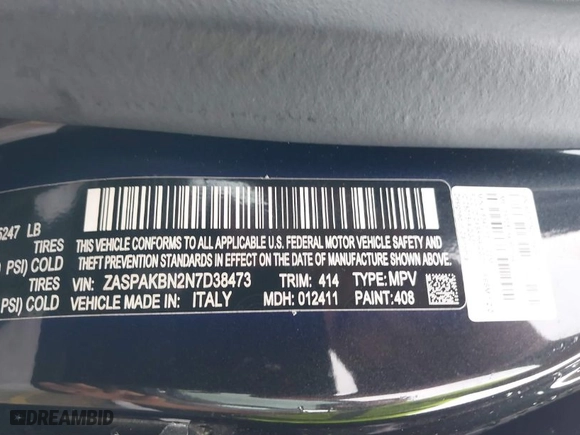 6247 LB
TIRES
PSI) COLD
TIRES
PSI) COLD
THIS VEHICLE CONFORMS TO ALL APPLICABLE
U.S. FEDERAL MOTOR VEHICLE SAFETY AND
THEFT PREVENTION STANDARDS IN EFFECT
ON THE DATE OF MANUFACTURE SHOWN ABOVE.
VIN: ZASPAKBN2N7D38473 TRIM: 414 TYPE: MPV
VEHICLE MADE IN: ITALY MDH: 012411 PAINT: 408
DREAMBID